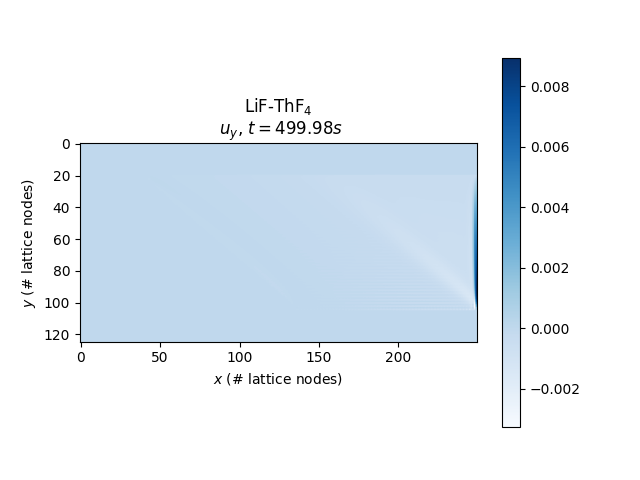 LiF-ThF₄
u_y, t = 499.98s
0
20
40
60
80
100
120
y (# lattice nodes)
0 50 100 150 200
x (# lattice nodes)
0.008
0.006
0.004
0.002
0.000
−0.002